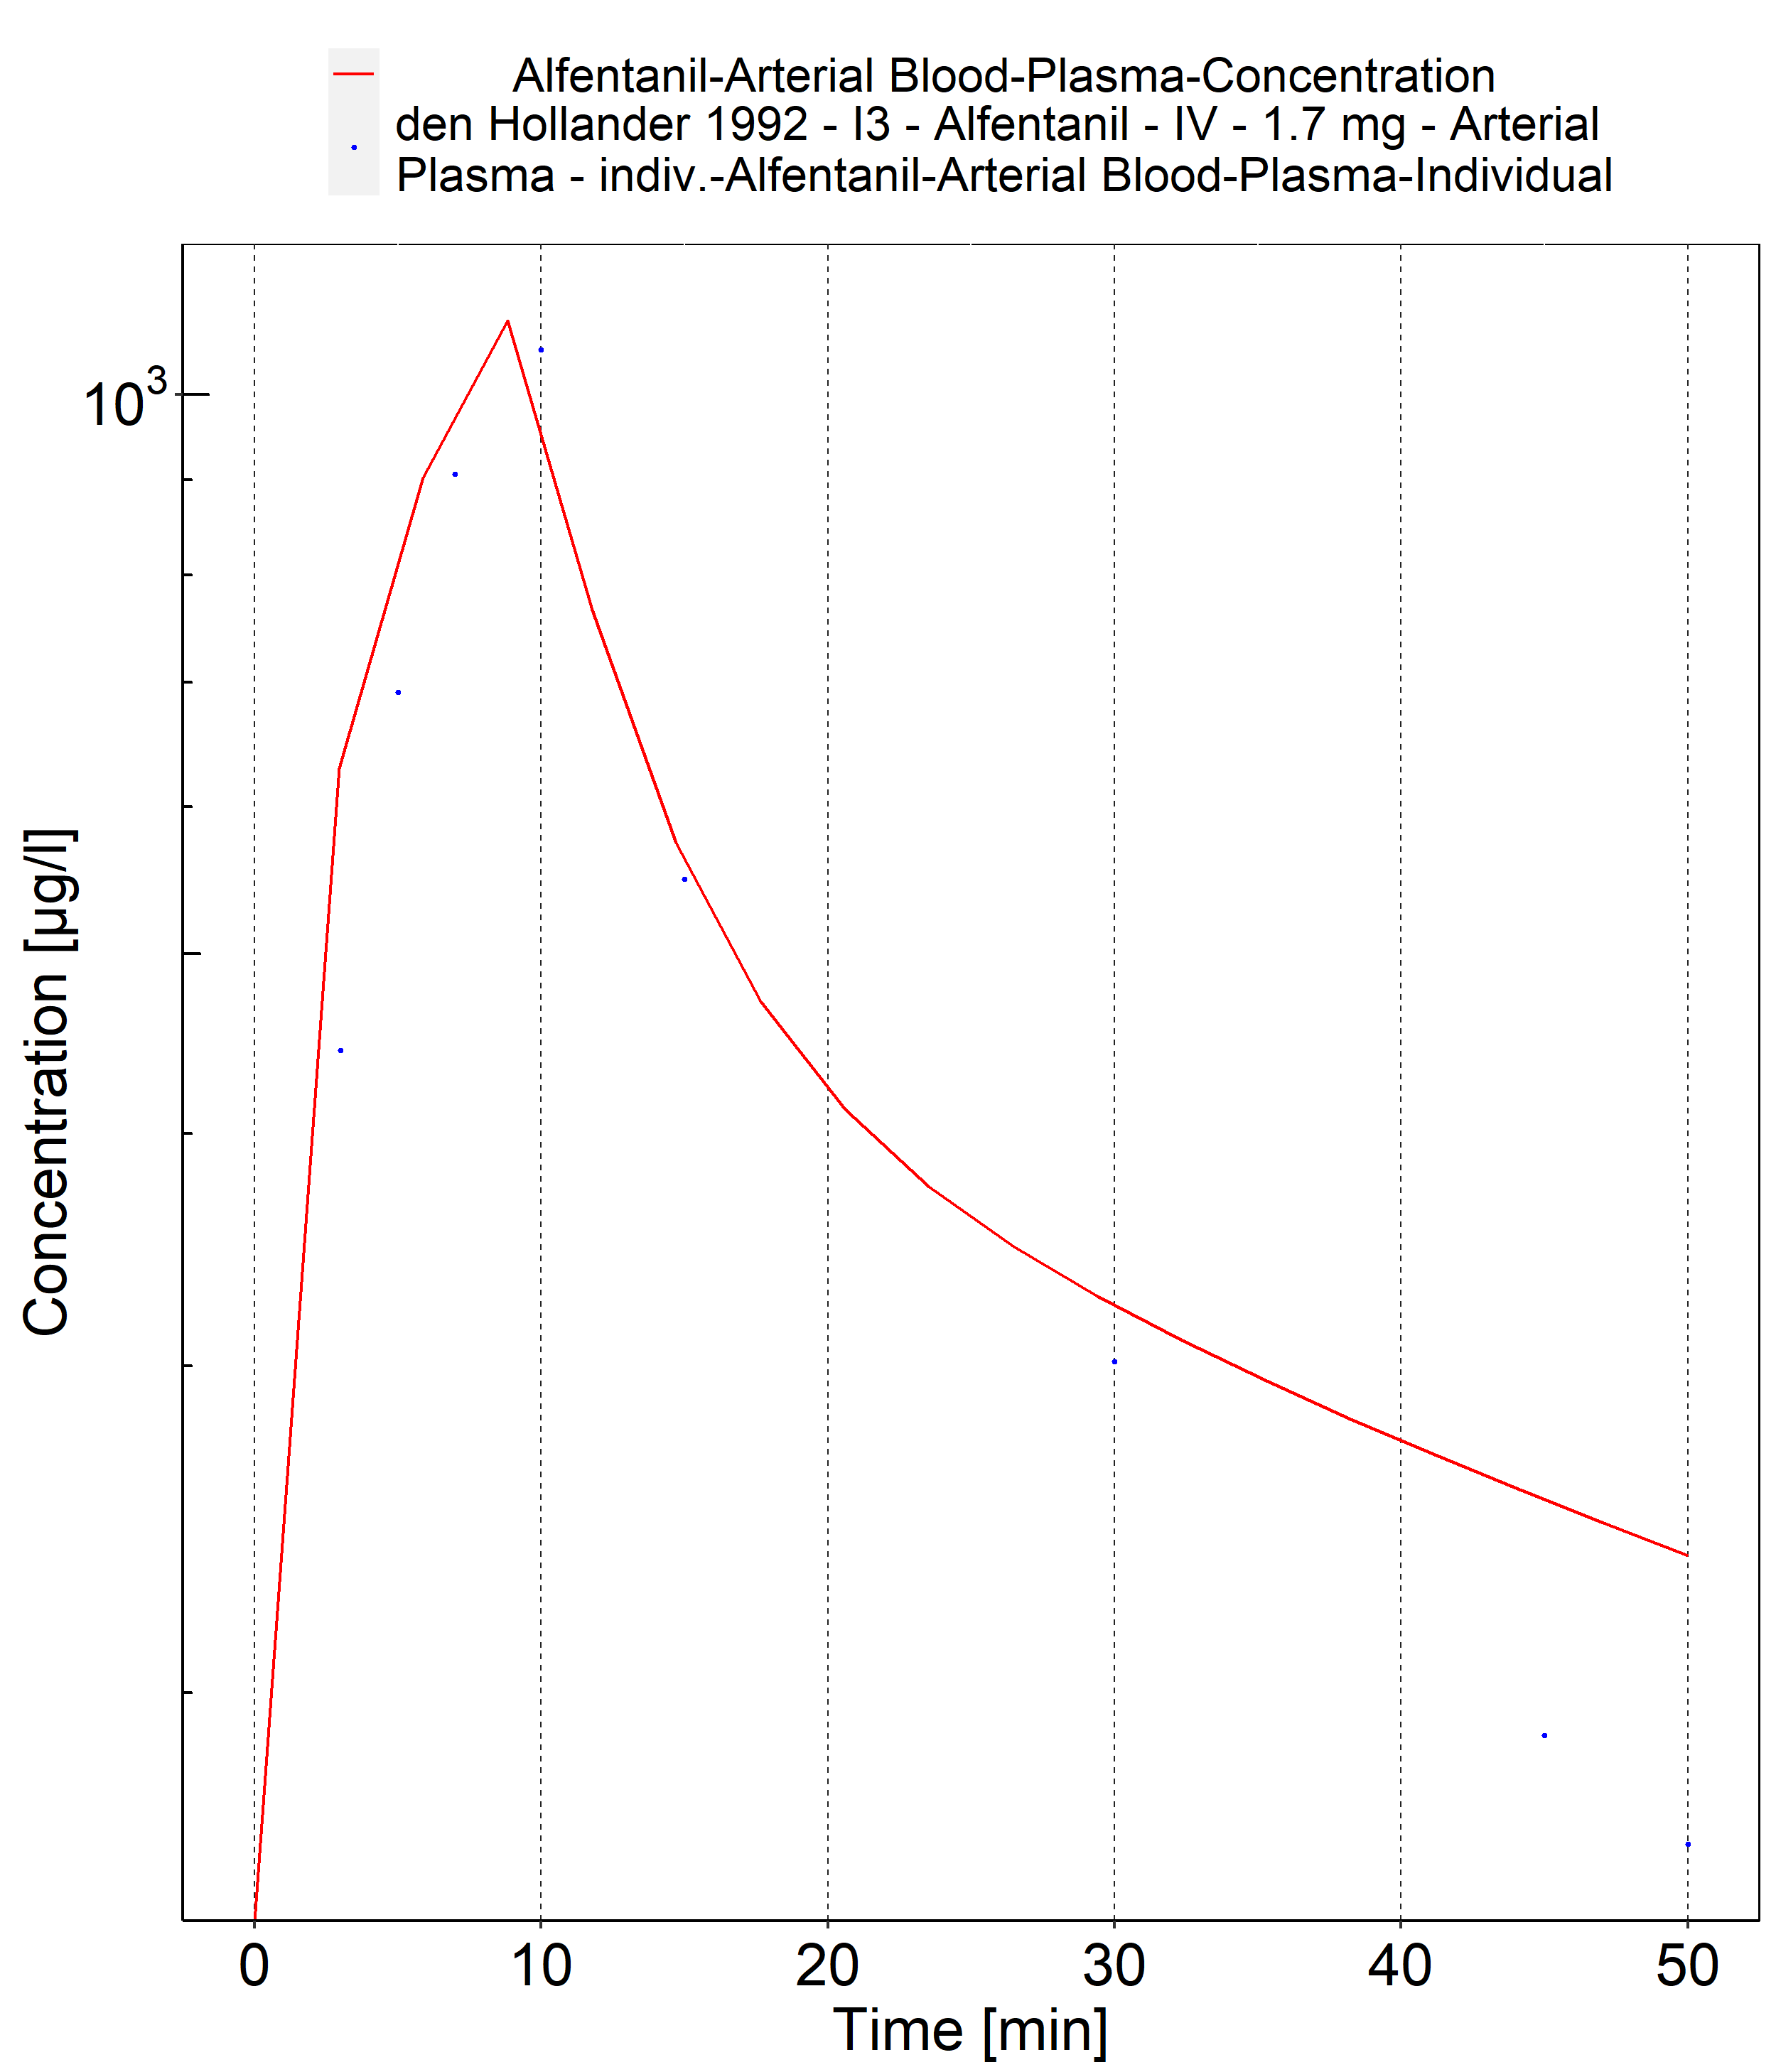 Alfentanil-Arterial Blood-Plasma-Concentration
den Hollander 1992 - I3 - Alfentanil - IV - 1.7 mg - Arterial
Plasma - indiv.-Alfentanil-Arterial Blood-Plasma-Individual
10³
Concentration [µg/l]
0 10 20 30 40 50
Time [min]